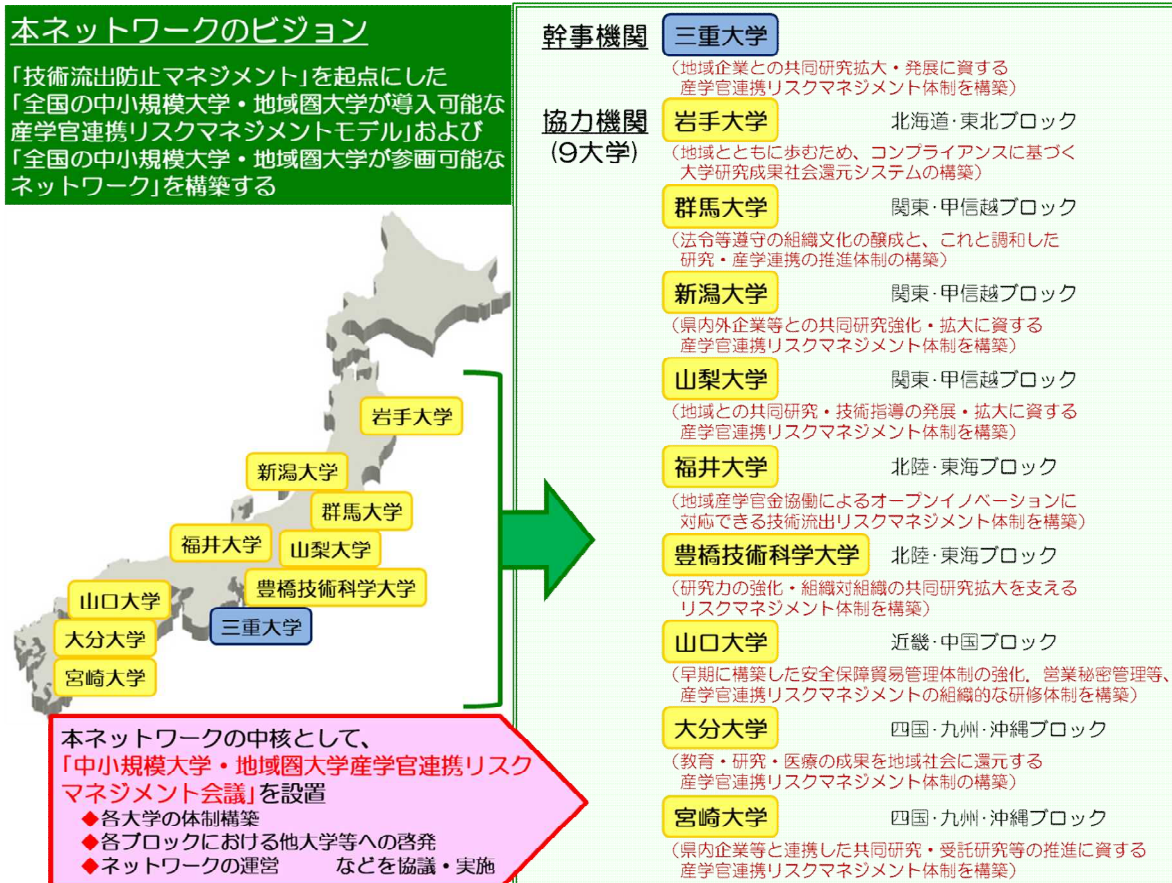 本ネットワークのビジョン
「技術流出防止マネジメント」を起点にした
「全国の中小規模大学・地域圏大学が導入可能な
産学官連携リスクマネジメントモデル」および
「全国の中小規模大学・地域圏大学が参画可能な
ネットワーク」を構築する
岩手大学
新潟大学
群馬大学
福井大学
山梨大学
豊橋技術科学大学
山口大学
三重大学
大分大学
宮崎大学
本ネットワークの中核として、
「中小規模大学・地域圏大学産学官連携リスク
マネジメント会議」を設置
◆各大学の体制構築
◆各ブロックにおける他大学等への啓発
◆ネットワークの運営 などを協議・実施
幹事機関 三重大学
(地域企業との共同研究拡大・発展に資する
産学官連携リスクマネジメント体制を構築)
協力機関 岩手大学 北海道・東北ブロック
(9大学)
(地域とともに歩むため、コンプライアンスに基づく
大学研究成果社会還元システムの構築)
群馬大学 関東・甲信越ブロック
(法令等遵守の組織文化の醸成と、これと調和した
研究・産学連携の推進体制の構築)
新潟大学 関東・甲信越ブロック
(県内外企業等との共同研究強化・拡大に資する
産学官連携リスクマネジメント体制を構築)
山梨大学 関東・甲信越ブロック
(地域との共同研究・技術指導の発展・拡大に資する
産学官連携リスクマネジメント体制を構築)
福井大学 北陸・東海ブロック
(地域産学官金協働によるオープンイノベーションに
対応できる技術流出リスクマネジメント体制を構築)
豊橋技術科学大学 北陸・東海ブロック
(研究力の強化・組織対組織の共同研究拡大を支える
リスクマネジメント体制を構築)
山口大学 近畿・中国ブロック
(早期に構築した安全保障貿易管理体制の強化、営業秘密管理等、
産学官連携リスクマネジメントの組織的な研修体制を構築)
大分大学 四国・九州・沖縄ブロック
(教育・研究・医療の成果を地域社会に還元する
産学官連携リスクマネジメント体制の構築)
宮崎大学 四国・九州・沖縄ブロック
(県内企業等と連携した共同研究・受託研究等の推進に資する
産学官連携リスクマネジメント体制を構築)